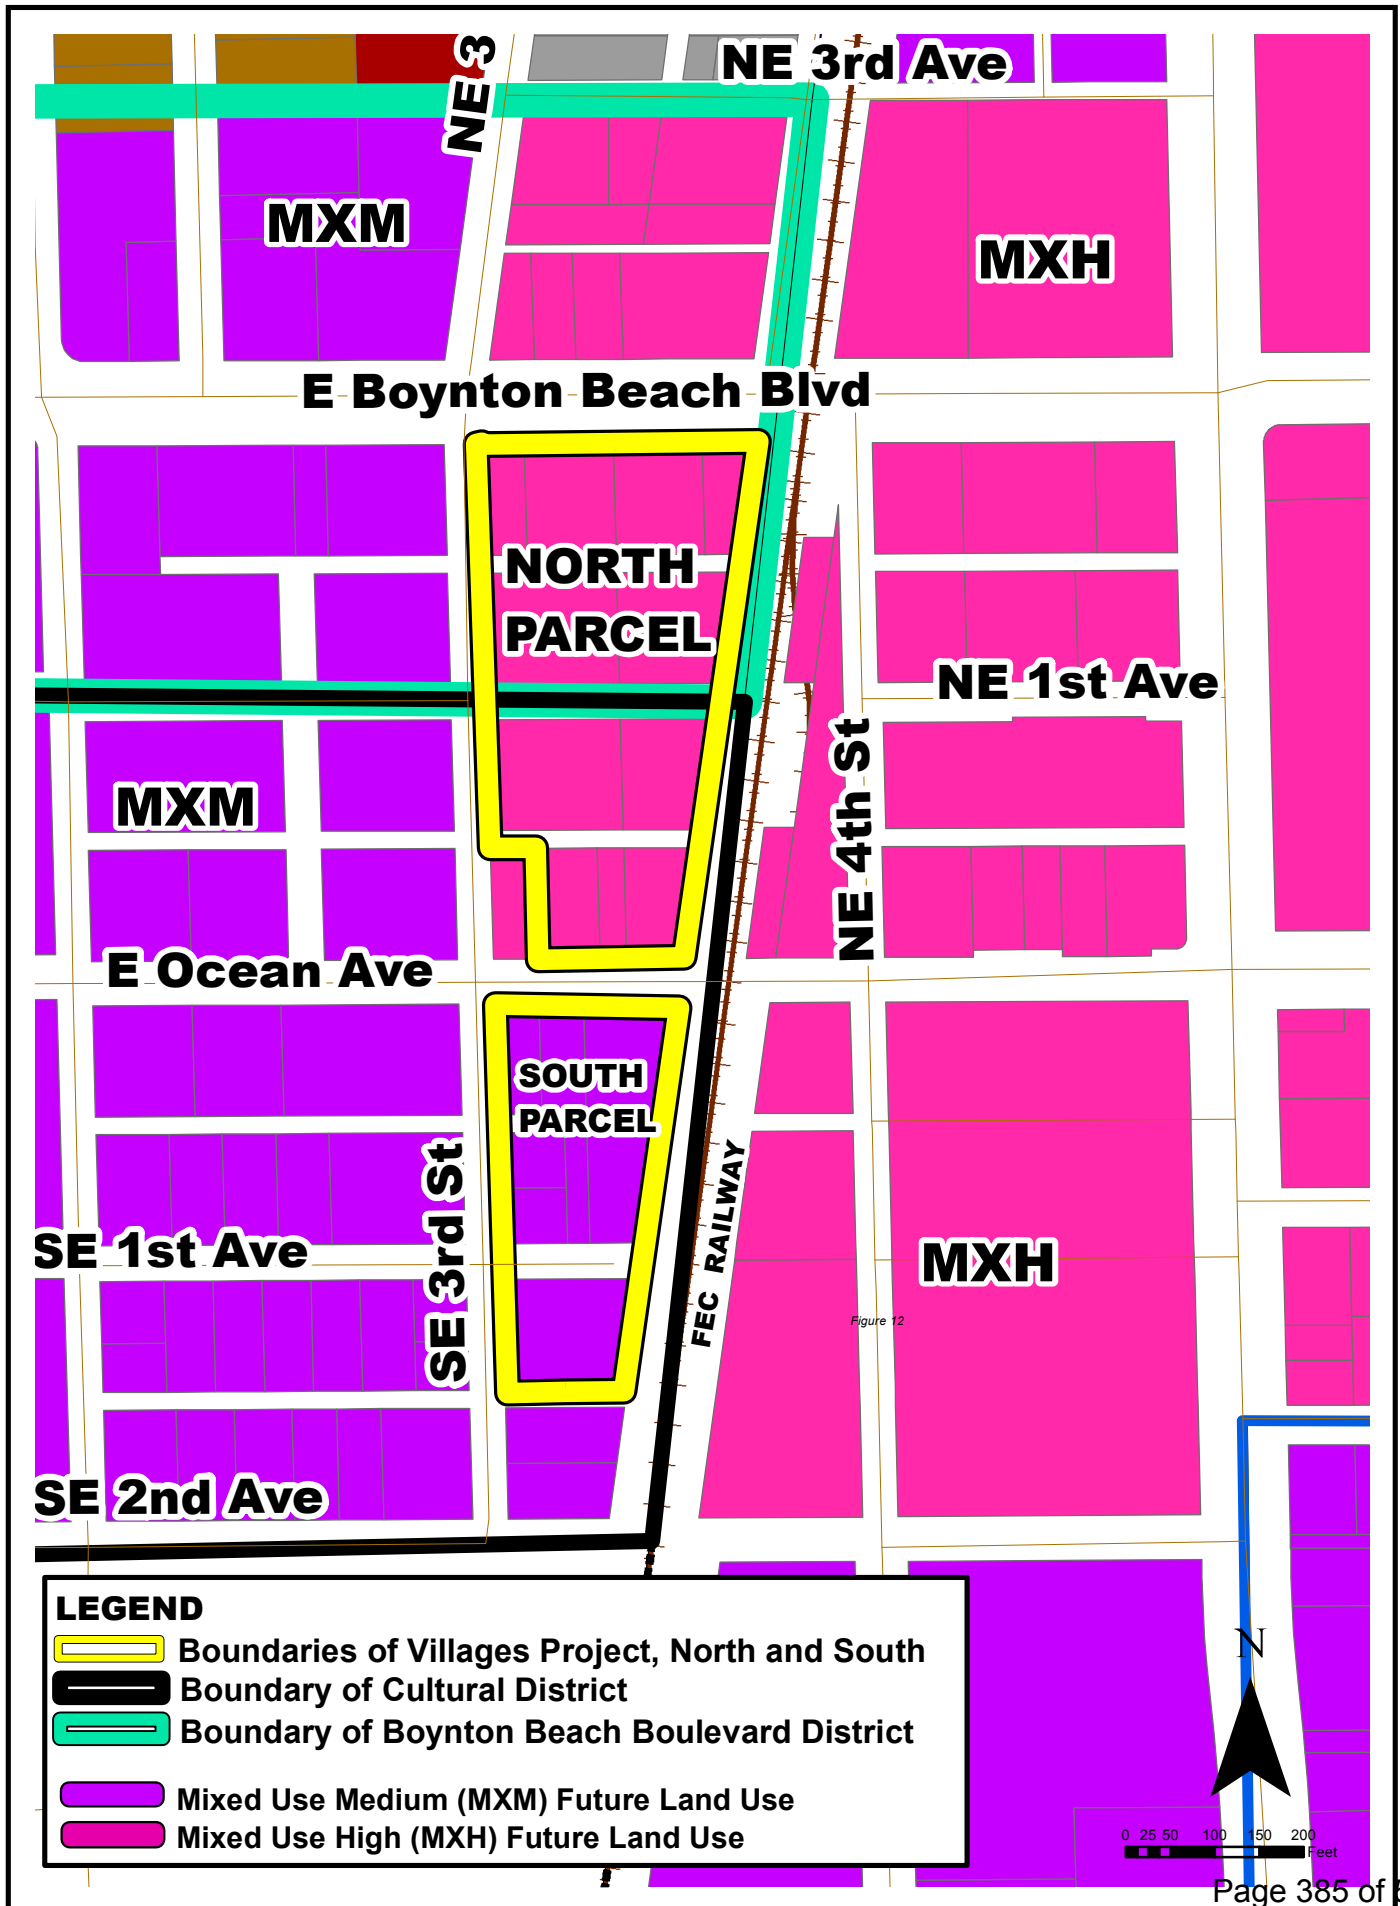 NE 3
NE 3rd Ave
MXM
MXH
E Boynton Beach Blvd
NORTH
PARCEL
NE 1st Ave
MXM
NE 4th St
E Ocean Ave
SOUTH
PARCEL
SE 3rd St
FEC RAILWAY
SE 1st Ave
MXH
Figure 12
SE 2nd Ave
LEGEND
Boundaries of Villages Project, North and South
Boundary of Cultural District
Boundary of Boynton Beach Boulevard District
Mixed Use Medium (MXM) Future Land Use
Mixed Use High (MXH) Future Land Use
N
0 25 50 100 150 200
Feet
Page 385 of